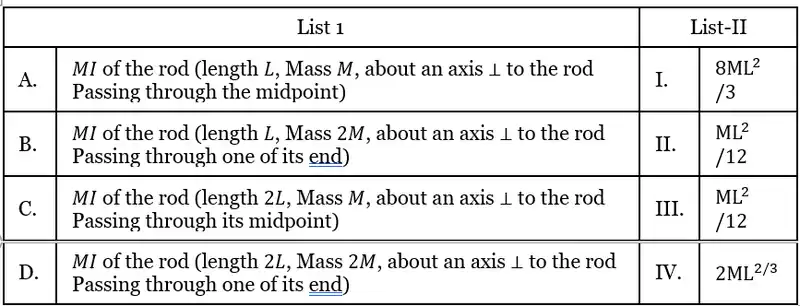 List 1 List-II
A. MI of the rod (length L, Mass M, about an axis ⊥ to the rod I. 8ML²
Passing through the midpoint) /3
B. MI of the rod (length L, Mass 2M, about an axis ⊥ to the rod II. ML²
Passing through one of its end) /12
C. MI of the rod (length 2L, Mass M, about an axis ⊥ to the rod III. ML²
Passing through its midpoint) /12
D. MI of the rod (length 2L, Mass 2M, about an axis ⊥ to the rod IV. 2ML²/³
Passing through one of its end)